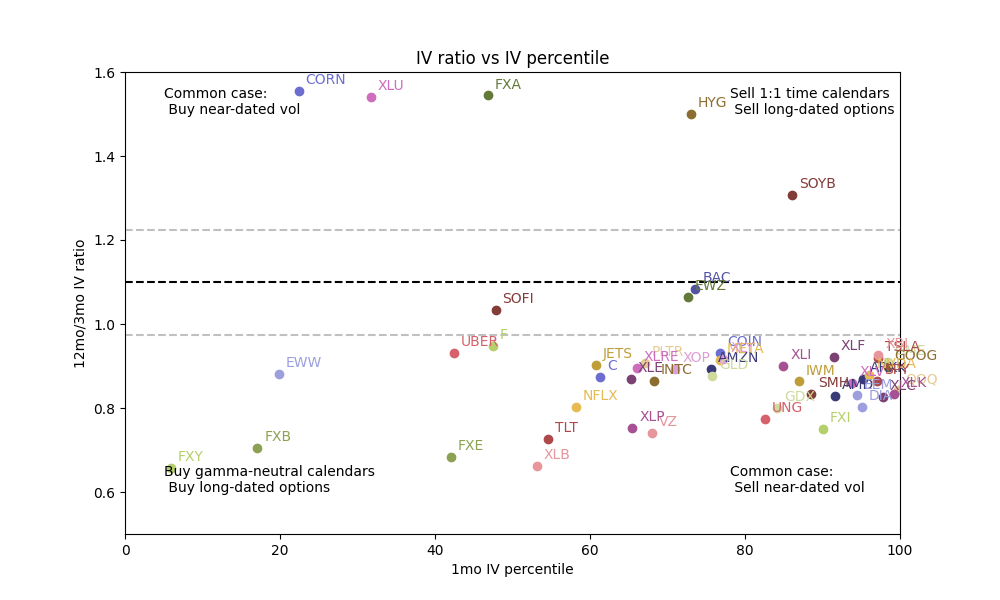 IV ratio vs IV percentile
1.6
1.4
1.2
1.0
0.8
0.6
12mo/3mo IV ratio
0
20
40
60
80
100
1mo IV percentile
Common case:
Buy near-dated vol
Sell 1:1 time calendars
Sell long-dated options
Buy gamma-neutral calendars
Buy long-dated options
Common case:
Sell near-dated vol
CORN
XLU
FXA
HYG
SOYB
BAC
EWZ
SOFI
F
UBER
EWW
JETS
C
PLTR
XLRE
XLE
INTC
XOP
COIN
META
AMZN
GLD
XLI
XLF
IWM
SMH
AMD
NFLX
XLP
VZ
TLT
XLB
GDX
UNG
FXI
FXE
FXB
FXY
TSLA
GOOG
XLV
XLK
XLC